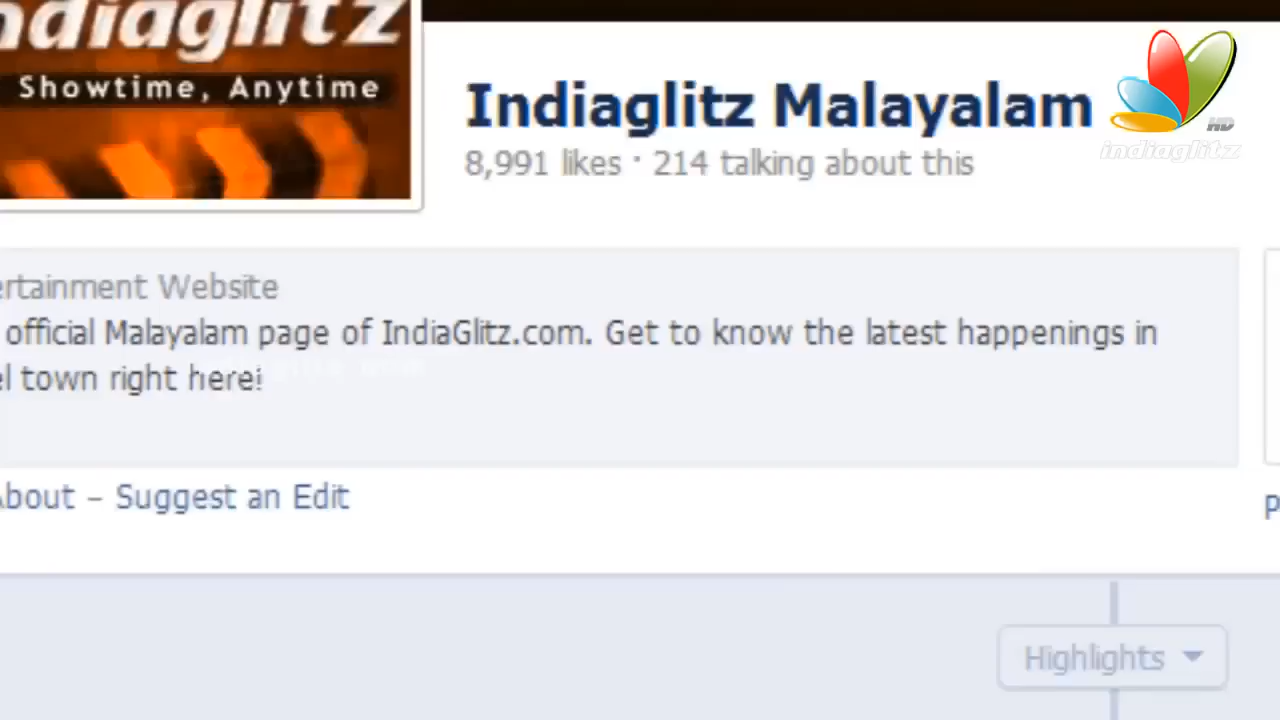 Indiaglitz
Showtime, Anytime
Indiaglitz Malayalam
HD
indiaglitz
8,991 likes · 214 talking about this
ertainment Website
official Malayalam page of IndiaGlitz.com. Get to know the latest happenings in
el town right here!
About – Suggest an Edit
P
Highlights